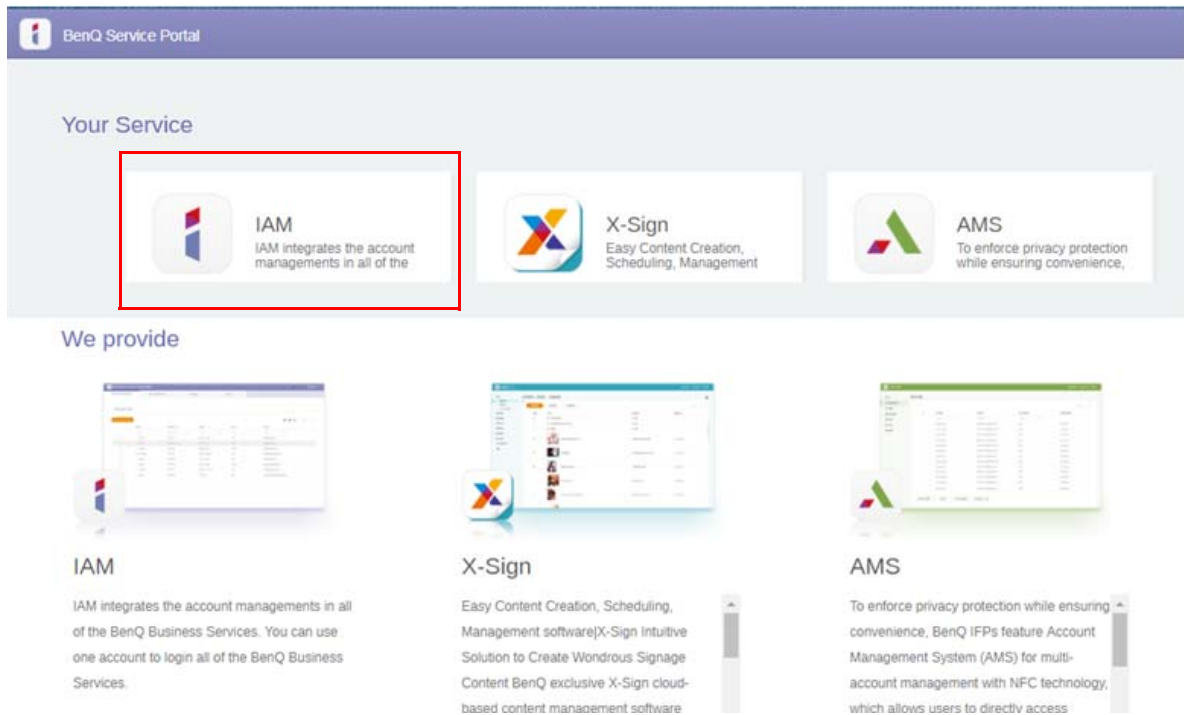 BenQ Service Portal
Your Service
IAM
IAM integrates the account
managements in all of the
X-Sign
Easy Content Creation,
Scheduling, Management
AMS
To enforce privacy protection
while ensuring convenience,
We provide
IAM
IAM integrates the account managements in all
of the BenQ Business Services. You can use
one account to login all of the BenQ Business
Services.
X-Sign
Easy Content Creation, Scheduling,
Management software|X-Sign Intuitive
Solution to Create Wondrous Signage
Content BenQ exclusive X-Sign cloud-
based content management software
AMS
To enforce privacy protection while ensuring
convenience, BenQ IFPs feature Account
Management System (AMS) for multi-
account management with NFC technology,
which allows users to directly access